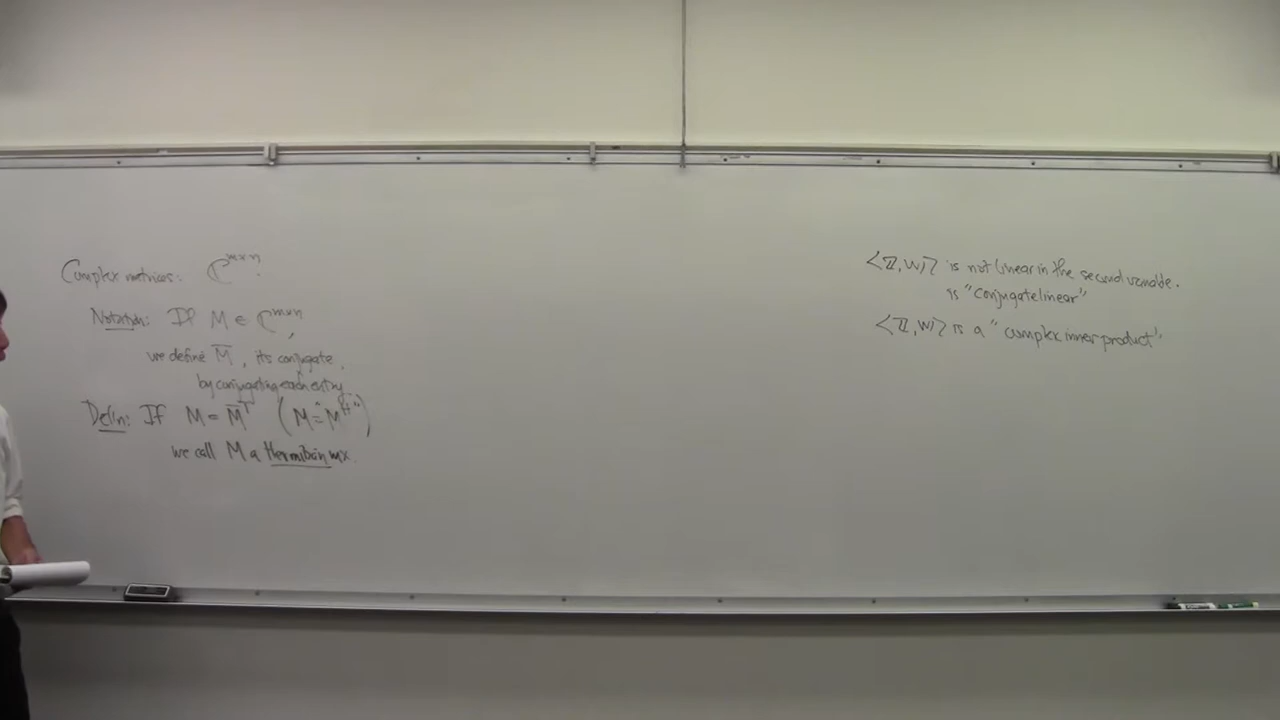 Complex matrices: ℂ^{m×n}.
Notation: If M ∈ ℂ^{m×n},
we define M̅, its conjugate,
by conjugating each entry.
Defin: If M = M̅^T (M "=" M^H)
we call M a Hermitian mx.
<ℤ, W> is not linear in the second variable.
is "conjugate linear"
<ℤ, W> is a "complex inner product"